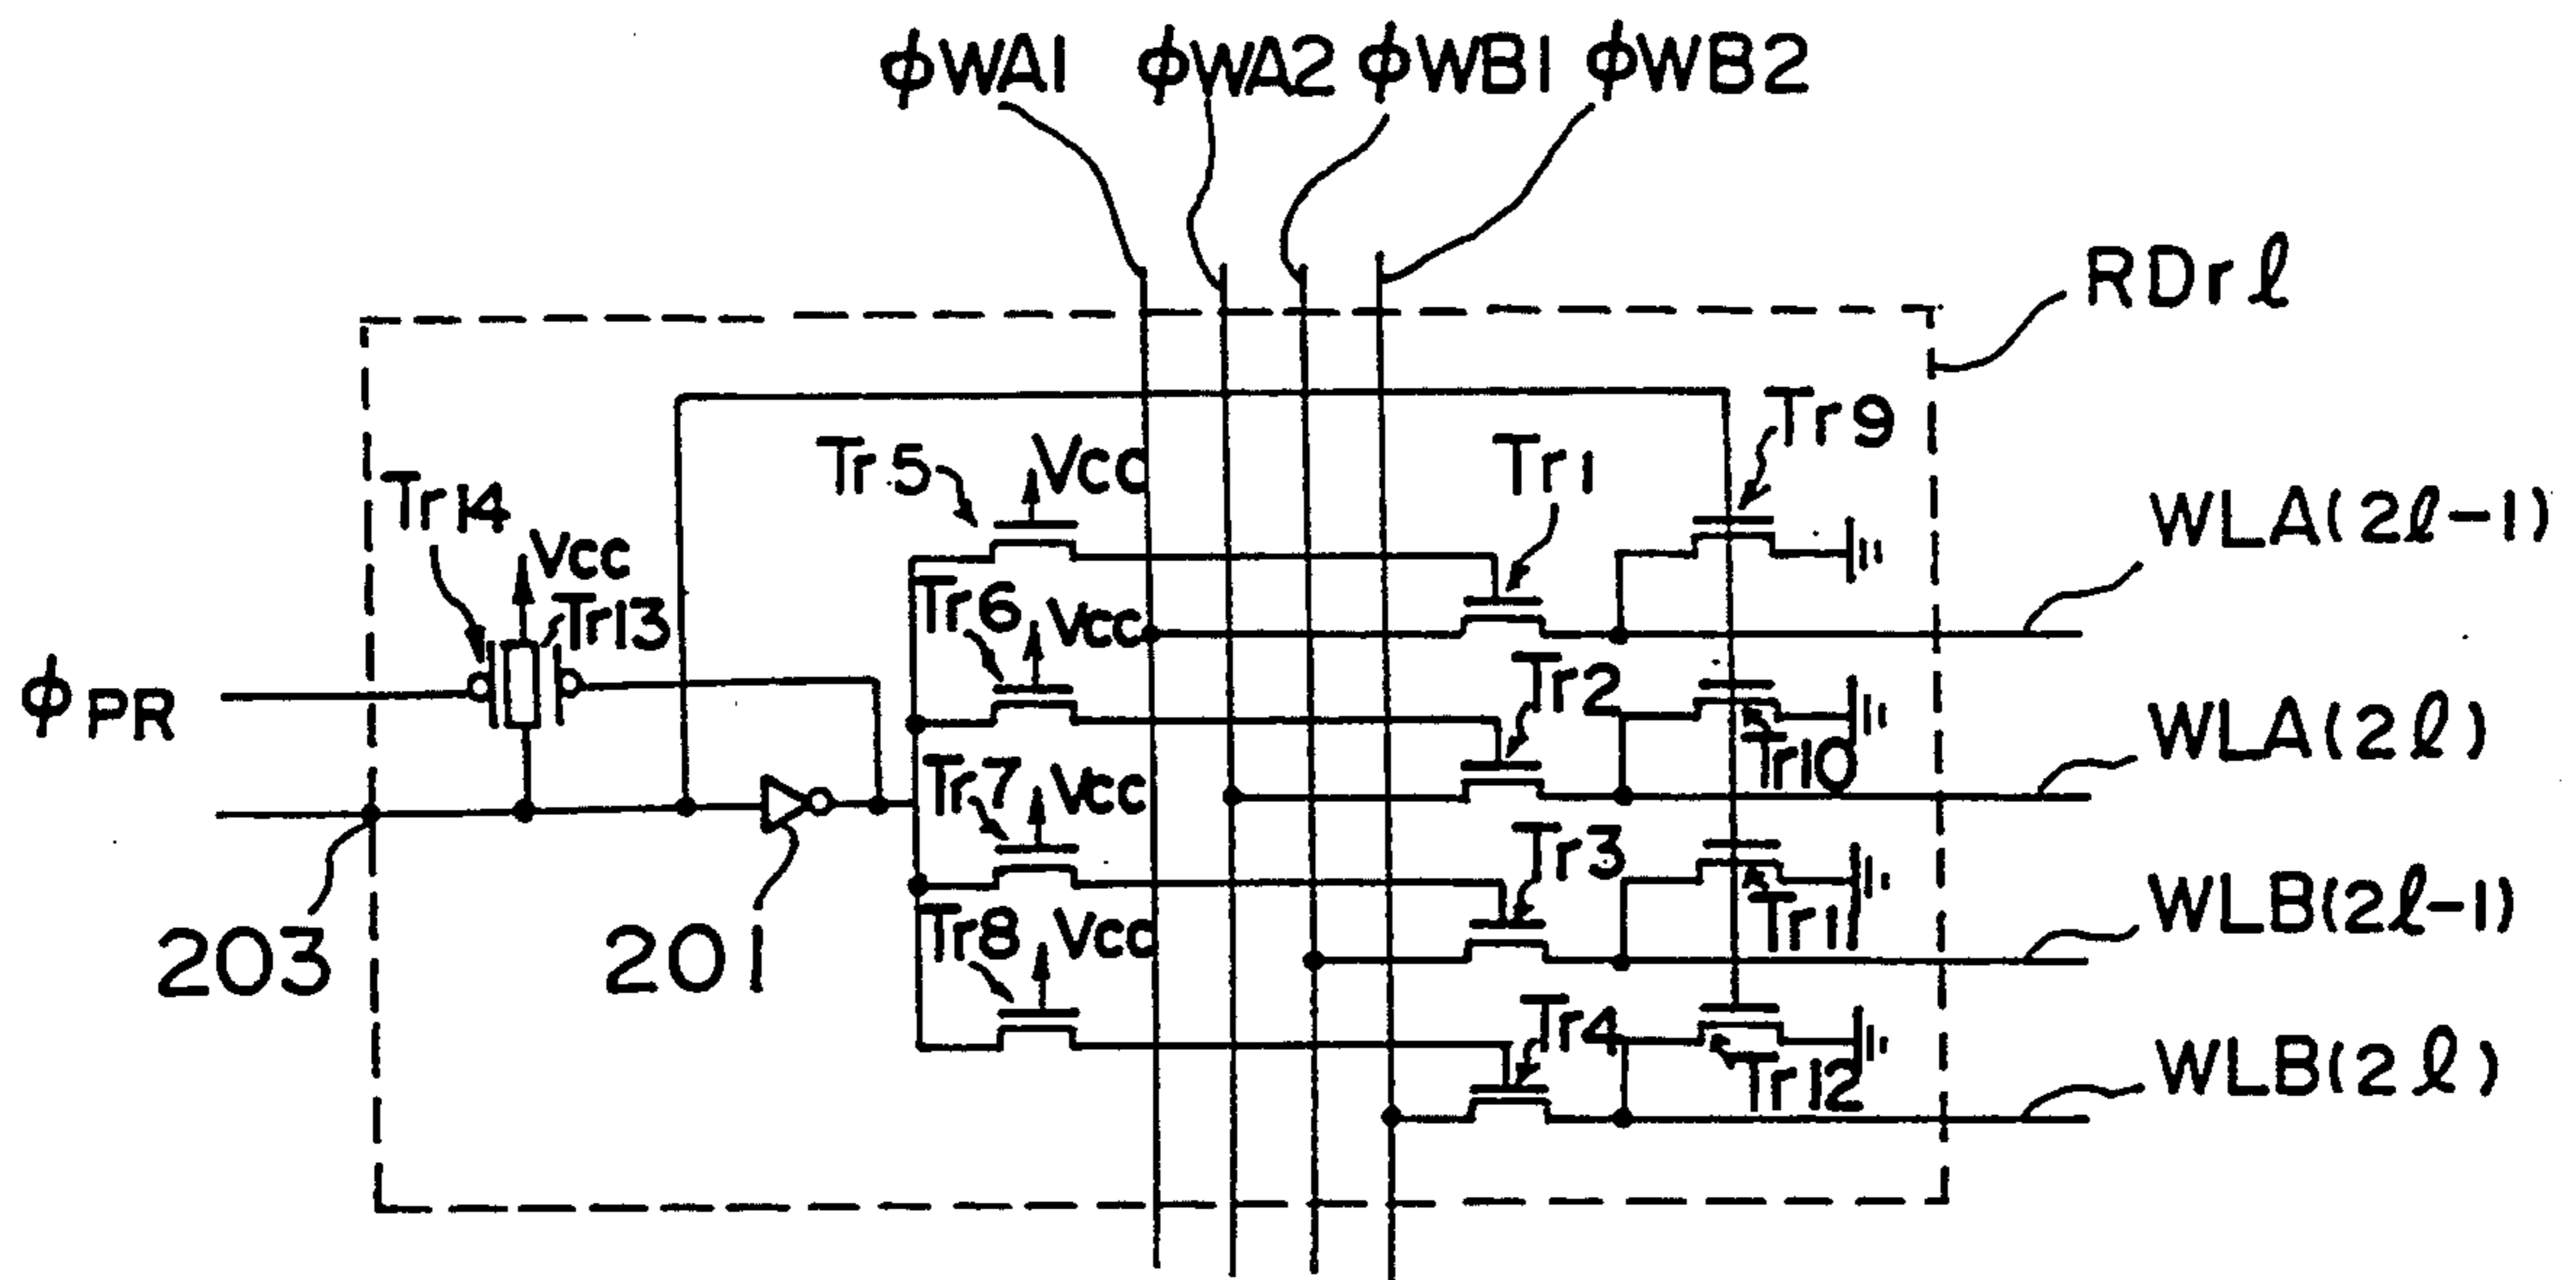 ϕWA1 ϕWA2 ϕWB1 ϕWB2
RDrℓ
Tr9
Tr5 Vcc Tr1
Tr14 WLA(2ℓ-1)
Vcc
Tr13 Tr6 Vcc
Tr2
ϕPR WLA(2ℓ)
Tr10
Tr7 Vcc
Tr3
Tr11 WLB(2ℓ-1)
203 201 Tr8 Vcc
Tr4
Tr12 WLB(2ℓ)